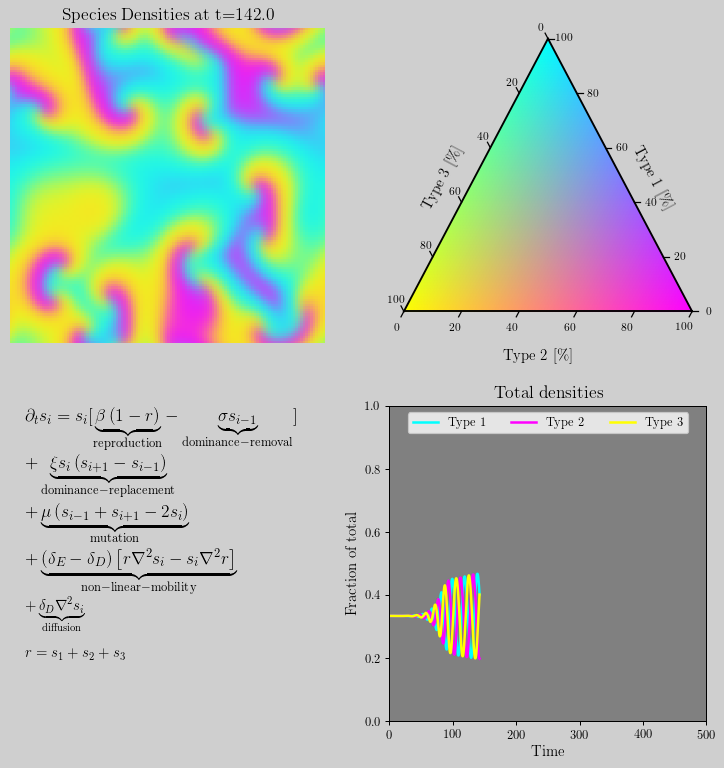 Species Densities at t=142.0
0
100
20
80
40
60
Type 3 [%]
Type 1 [%]
60
40
80
20
100
0
0
20
40
60
80
100
Type 2 [%]
∂ₜsᵢ = sᵢ[β (1 − r) − σsᵢ₋₁ ]
reproduction dominance−removal
+ ξsᵢ (sᵢ₊₁ − sᵢ₋₁)
dominance−replacement
+ μ (sᵢ₋₁ + sᵢ₊₁ − 2sᵢ)
mutation
+ (δ_E − δ_D) [r∇²sᵢ − sᵢ∇²r]
non−linear−mobility
+ δ_D∇²sᵢ
diffusion
r = s₁ + s₂ + s₃
Total densities
Type 1 Type 2 Type 3
1.0
0.8
0.6
0.4
0.2
0.0
Fraction of total
0 100 200 300 400 500
Time